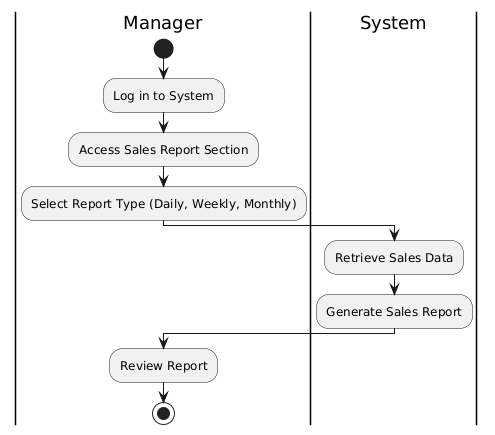 Manager
System
Log in to System
Access Sales Report Section
Select Report Type (Daily, Weekly, Monthly)
Retrieve Sales Data
Generate Sales Report
Review Report